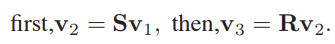 first,v₂ = Sv₁, then,v₃ = Rv₂.